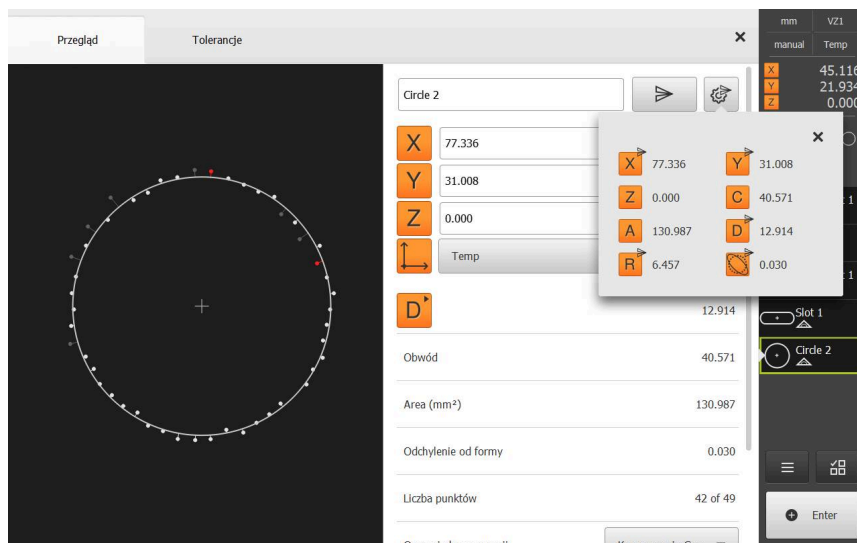 Przegląd
Tolerancje
mm VZ1
manual Temp
X 45.116
Y 21.934
Z 0.000
Circle 2
X 77.336
Y 31.008
Z 0.000
Temp
X 77.336 Y 31.008
Z 0.000 C 40.571
A 130.987 D 12.914
R 6.457 0.030
D 12.914
Obwód 40.571
Area (mm²) 130.987
Odchylenie od formy 0.030
Liczba punktów 42 of 49
1
1
Slot 1
Circle 2
Enter